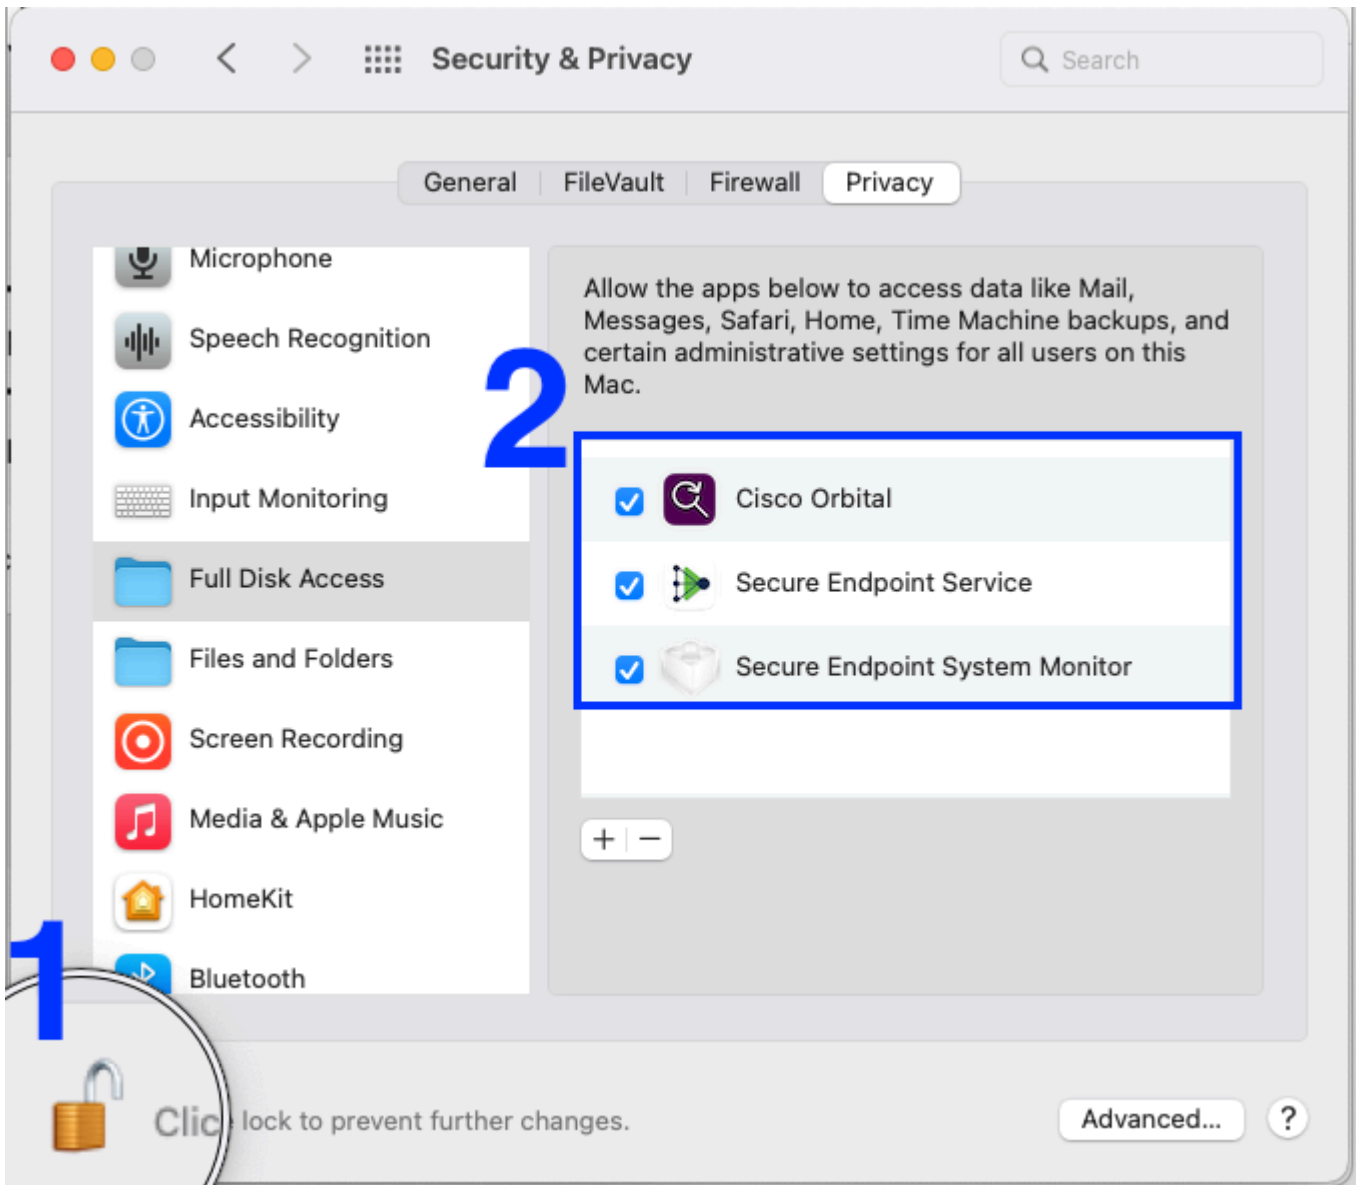 Security & Privacy
Search
General
FileVault
Firewall
Privacy
Microphone
Speech Recognition
Accessibility
Input Monitoring
Full Disk Access
Files and Folders
Screen Recording
Media & Apple Music
HomeKit
Bluetooth
2
Allow the apps below to access data like Mail,
Messages, Safari, Home, Time Machine backups, and
certain administrative settings for all users on this
Mac.
Cisco Orbital
Secure Endpoint Service
Secure Endpoint System Monitor
+ −
1
Clic lock to prevent further changes.
Advanced...
?